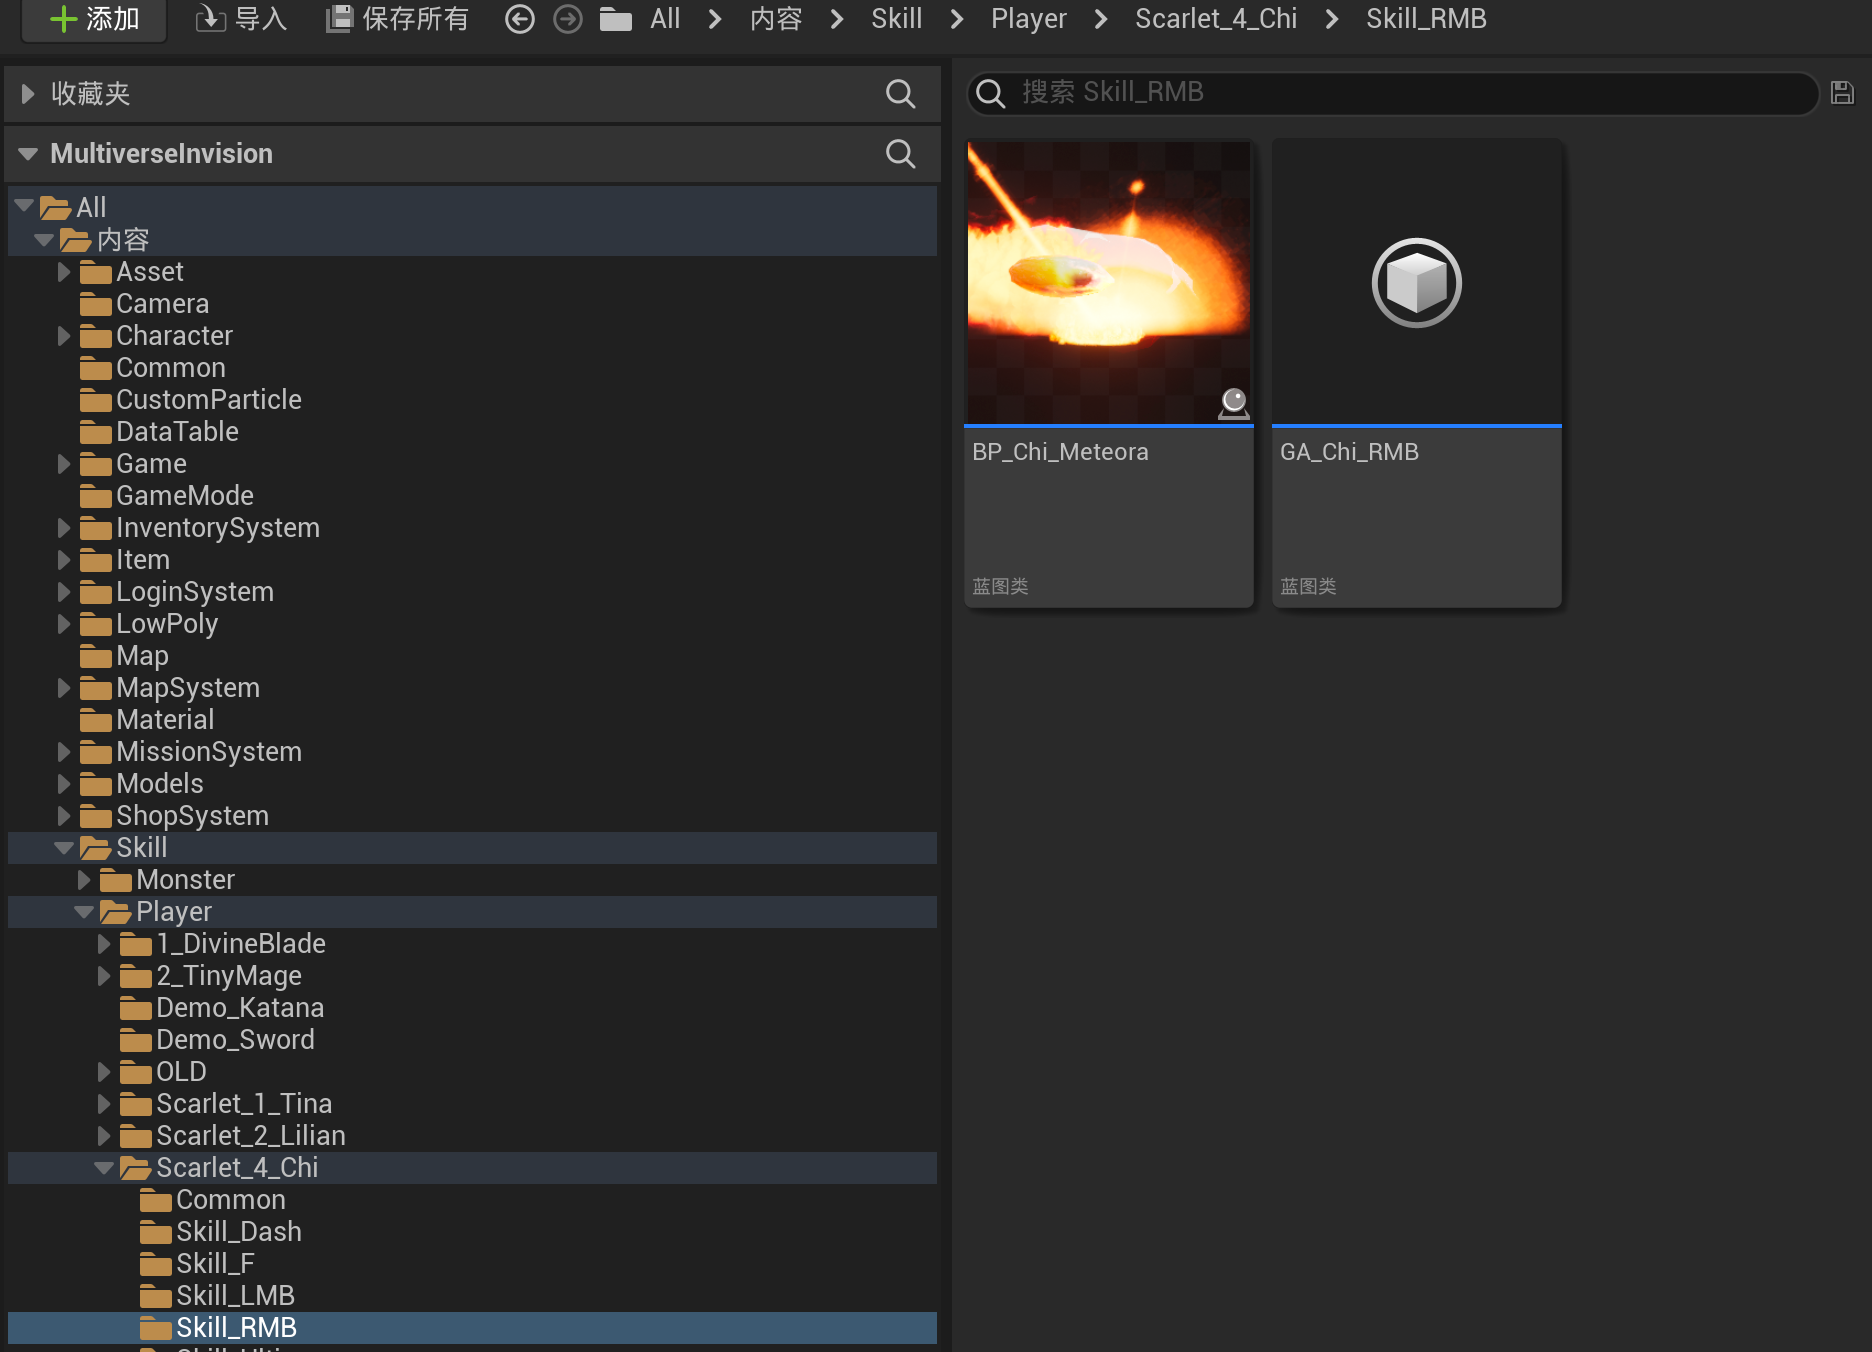 添加 导入 保存所有 All 内容 Skill Player Scarlet_4_Chi Skill_RMB
收藏夹
MultiverseInvision
All
内容
Asset
Camera
Character
Common
CustomParticle
DataTable
Game
GameMode
InventorySystem
Item
LoginSystem
LowPoly
Map
MapSystem
Material
MissionSystem
Models
ShopSystem
Skill
Monster
Player
1_DivineBlade
2_TinyMage
Demo_Katana
Demo_Sword
OLD
Scarlet_1_Tina
Scarlet_2_Lilian
Scarlet_4_Chi
Common
Skill_Dash
Skill_F
Skill_LMB
Skill_RMB
搜索 Skill_RMB
BP_Chi_Meteora
蓝图类
GA_Chi_RMB
蓝图类